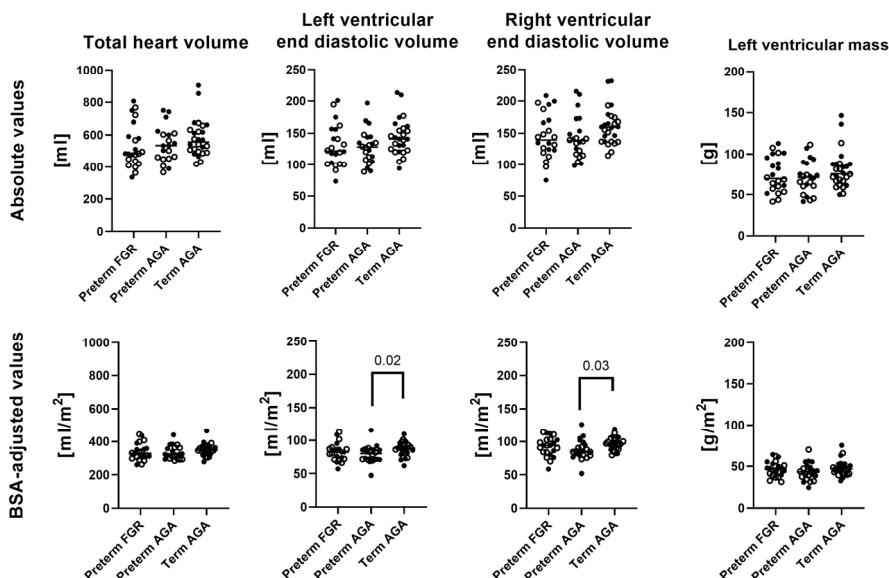 Total heart volume
Left ventricular
end diastolic volume
Right ventricular
end diastolic volume
Left ventricular mass
Absolute values
[ml]
1000
800
600
400
200
0
Preterm FGR
Preterm AGA
Term AGA
[ml]
250
200
150
100
50
0
Preterm FGR
Preterm AGA
Term AGA
[ml]
250
200
150
100
50
0
Preterm FGR
Preterm AGA
Term AGA
[g]
200
150
100
50
0
Preterm FGR
Preterm AGA
Term AGA
BSA-adjusted values
[ml/m²]
1000
800
600
400
200
0
Preterm FGR
Preterm AGA
Term AGA
[ml/m²]
250
200
150
100
50
0
0.02
Preterm FGR
Preterm AGA
Term AGA
[ml/m²]
250
200
150
100
50
0
0.03
Preterm FGR
Preterm AGA
Term AGA
[g/m²]
200
150
100
50
0
Preterm FGR
Preterm AGA
Term AGA